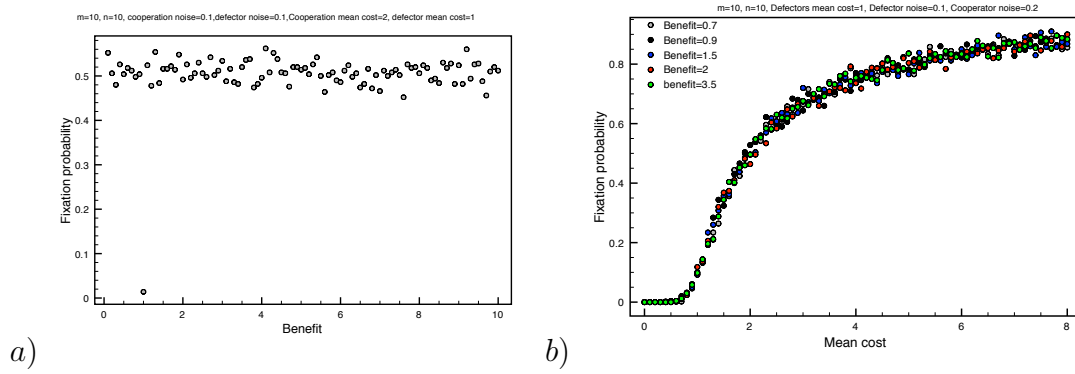 m=10, n=10, cooperation noise=0.1,defector noise=0.1,Cooperation mean cost=2, defector mean cost=1
Fixation probability
0.5
0.4
0.3
0.2
0.1
0
0 2 4 6 8 10
Benefit
a)
m=10, n=10, Defectors mean cost=1, Defector noise=0.1, Cooperator noise=0.2
Benefit=0.7
Benefit=0.9
Benefit=1.5
Benefit=2
benefit=3.5
Fixation probability
0.8
0.6
0.4
0.2
0
0 2 4 6 8
Mean cost
b)